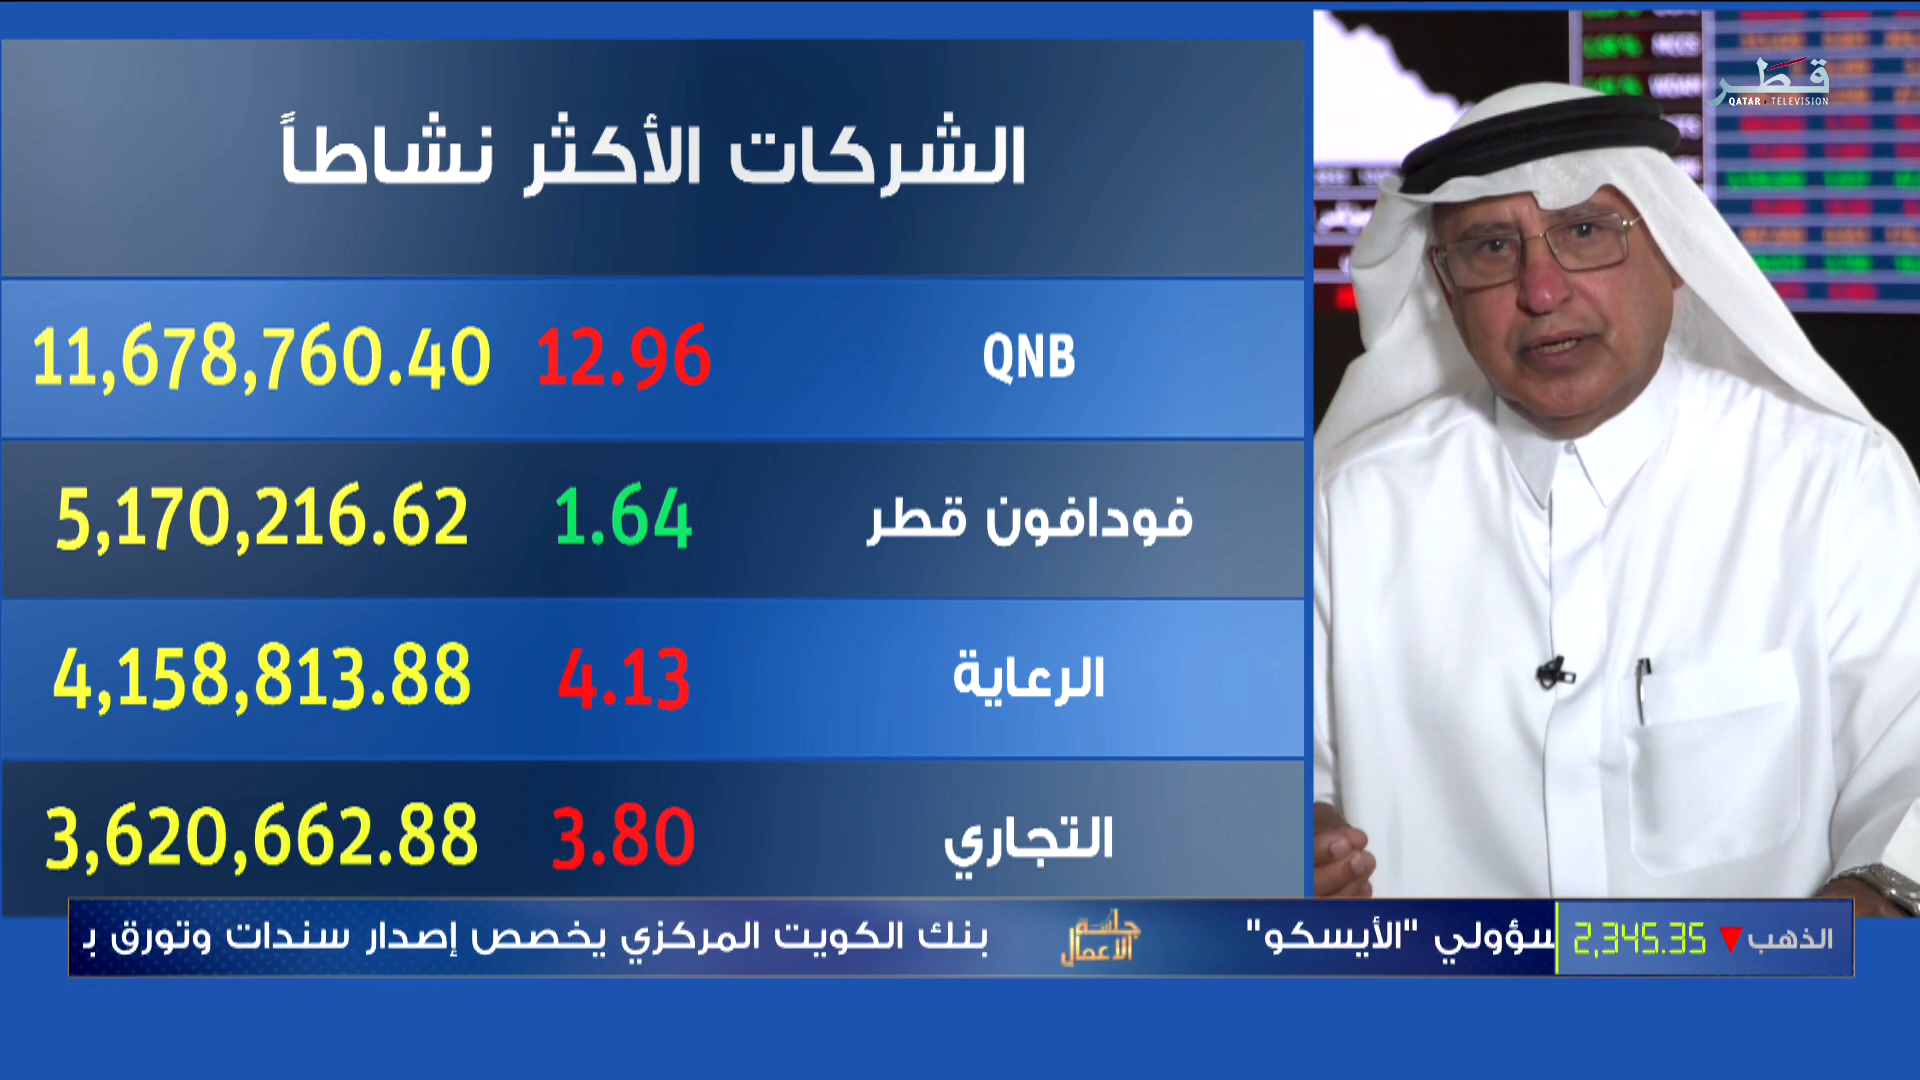 الشركات الأكثر نشاطاً
QNB 12.96 11,678,760.40
فودافون قطر 1.64 5,170,216.62
الرعاية 4.13 4,158,813.88
التجاري 3.80 3,620,662.88
قطر
QATAR TELEVISION
الذهب 2,345.35
سؤولي "الأيسكو" جلسة الأعمال بنك الكويت المركزي يخصص إصدار سندات وتورق بـ